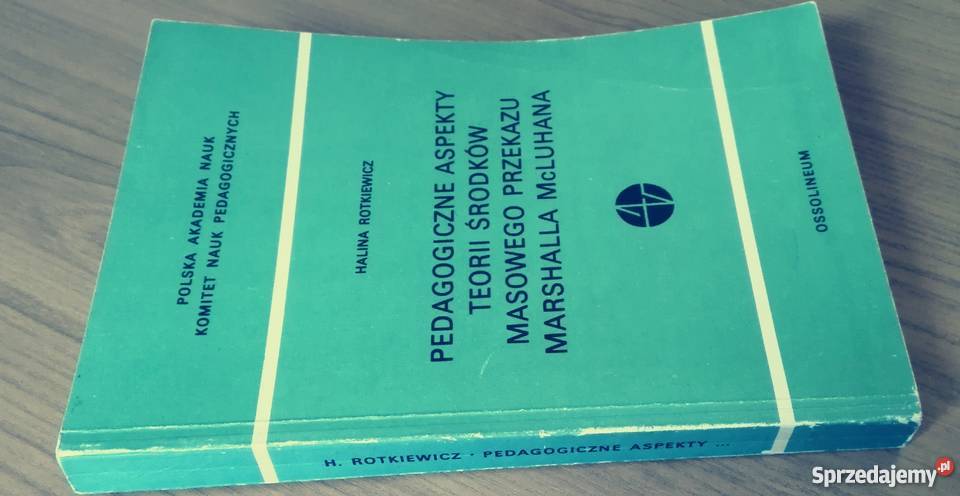 POLSKA AKADEMIA NAUK
KOMITET NAUK PEDAGOGICZNYCH
HALINA ROTKIEWICZ
PEDAGOGICZNE ASPEKTY
TEORII ŚRODKÓW
MASOWEGO PRZEKAZU
MARSHALLA McLUHANA
OSSOLINEUM
H. ROTKIEWICZ · PEDAGOGICZNE ASPEKTY ...
Sprzedajemy.pl